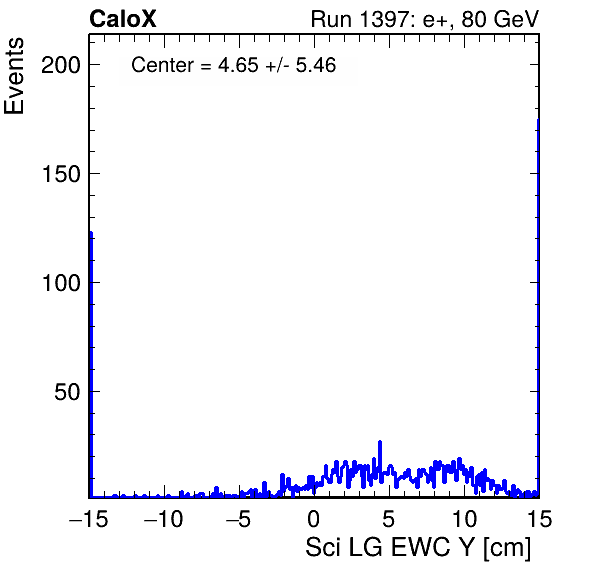 CaloX Run 1397: e+, 80 GeV
Center = 4.65 +/- 5.46
Events
200
150
100
50
−15 −10 −5 0 5 10 15
Sci LG EWC Y [cm]